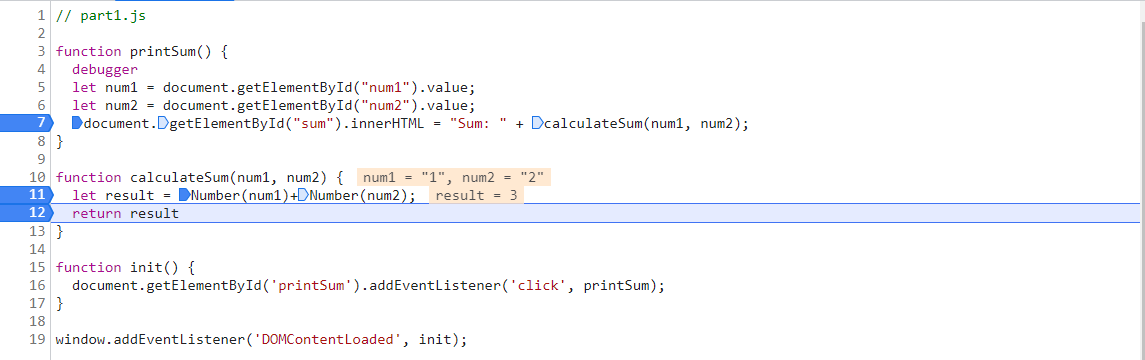 1 // part1.js
2
3 function printSum() {
4   debugger
5   let num1 = document.getElementById("num1").value;
6   let num2 = document.getElementById("num2").value;
7   document.getElementById("sum").innerHTML = "Sum: " + calculateSum(num1, num2);
8 }
9
10 function calculateSum(num1, num2) {  num1 = "1", num2 = "2"
11   let result = Number(num1)+Number(num2);  result = 3
12   return result
13 }
14
15 function init() {
16   document.getElementById('printSum').addEventListener('click', printSum);
17 }
18
19 window.addEventListener('DOMContentLoaded', init);